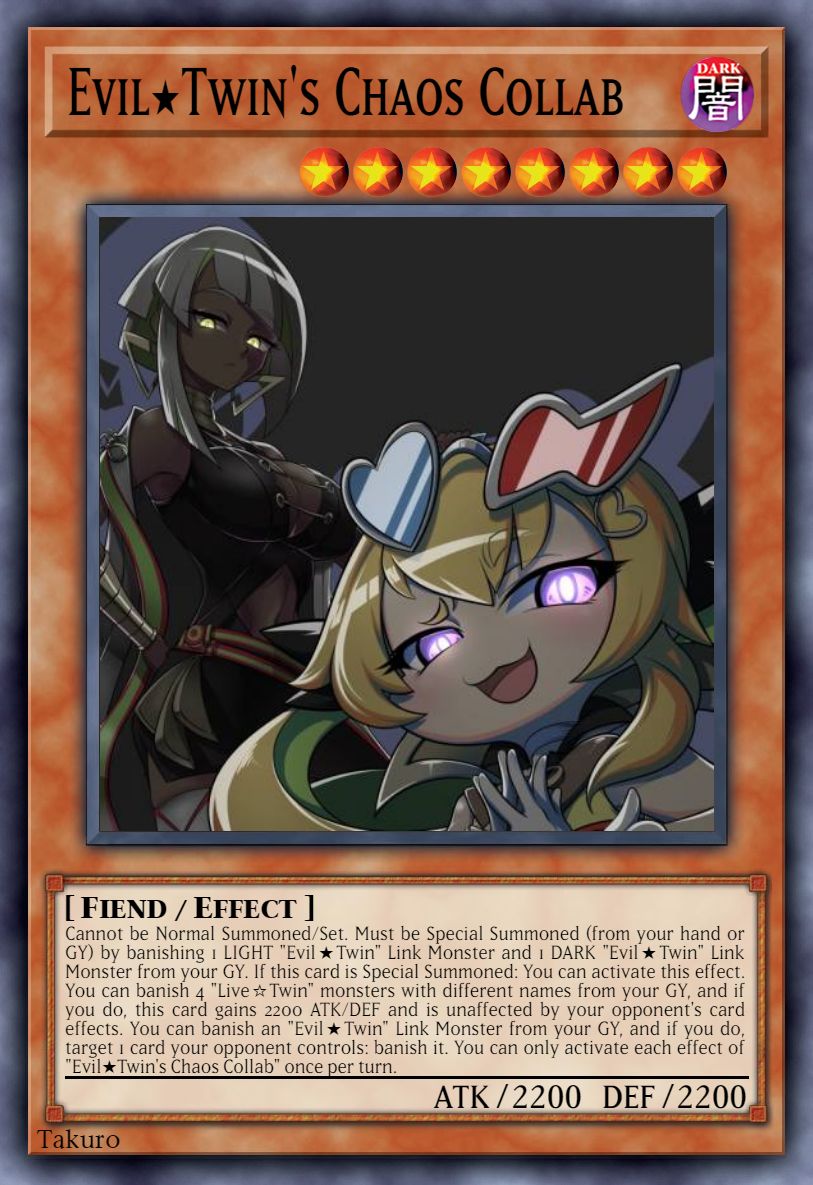 Evil★Twin's Chaos Collab
DARK
闇
[ Fiend / Effect ]
Cannot be Normal Summoned/Set. Must be Special Summoned (from your hand or
GY) by banishing 1 LIGHT "Evil★Twin" Link Monster and 1 DARK "Evil★Twin" Link
Monster from your GY. If this card is Special Summoned: You can activate this effect.
You can banish 4 "Live☆Twin" monsters with different names from your GY, and if
you do, this card gains 2200 ATK/DEF and is unaffected by your opponent's card
effects. You can banish an "Evil★Twin" Link Monster from your GY, and if you do,
target 1 card your opponent controls: banish it. You can only activate each effect of
"Evil★Twin's Chaos Collab" once per turn.
ATK/2200 DEF/2200
Takuro